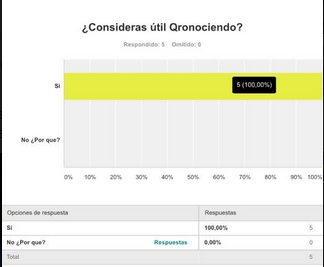 ¿Consideras útil Qronociendo?
Respondido: 5 Omitido: 0
Sí
5 (100,00%)
No ¿Por que?
0% 10% 20% 30% 40% 50% 60% 70% 80% 90% 100%
Opciones de respuesta Respuestas
Sí 100,00% 5
No ¿Por que? Respuestas 0,00% 0
Total 5